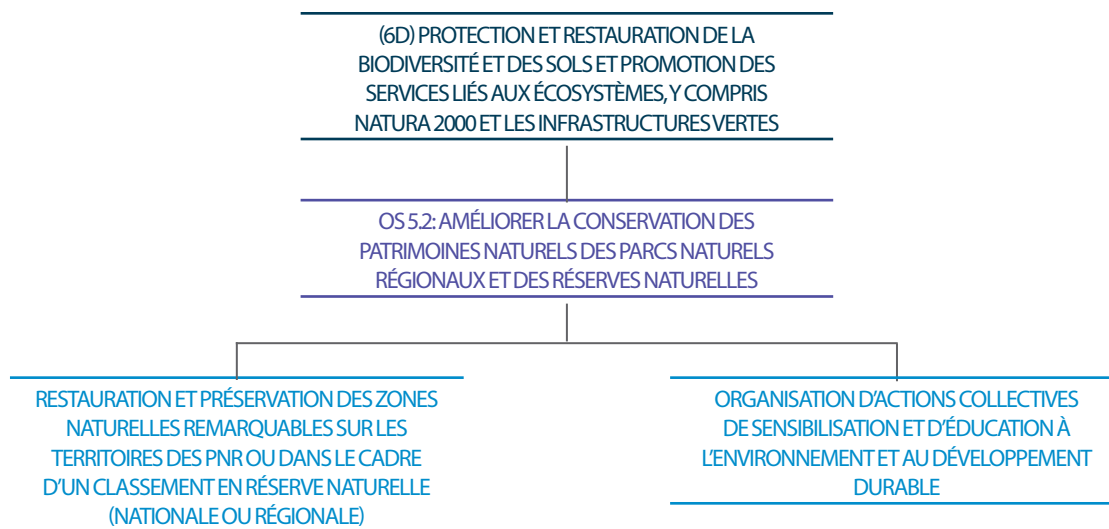 (6D) PROTECTION ET RESTAURATION DE LA
BIODIVERSITÉ ET DES SOLS ET PROMOTION DES
SERVICES LIÉS AUX ÉCOSYSTÈMES, Y COMPRIS
NATURA 2000 ET LES INFRASTRUCTURES VERTES
OS 5.2: AMÉLIORER LA CONSERVATION DES
PATRIMOINES NATURELS DES PARCS NATURELS
RÉGIONAUX ET DES RÉSERVES NATURELLES
RESTAURATION ET PRÉSERVATION DES ZONES
NATURELLES REMARQUABLES SUR LES
TERRITOIRES DES PNR OU DANS LE CADRE
D'UN CLASSEMENT EN RÉSERVE NATURELLE
(NATIONALE OU RÉGIONALE)
ORGANISATION D'ACTIONS COLLECTIVES
DE SENSIBILISATION ET D'ÉDUCATION À
L'ENVIRONNEMENT ET AU DÉVELOPPEMENT
DURABLE